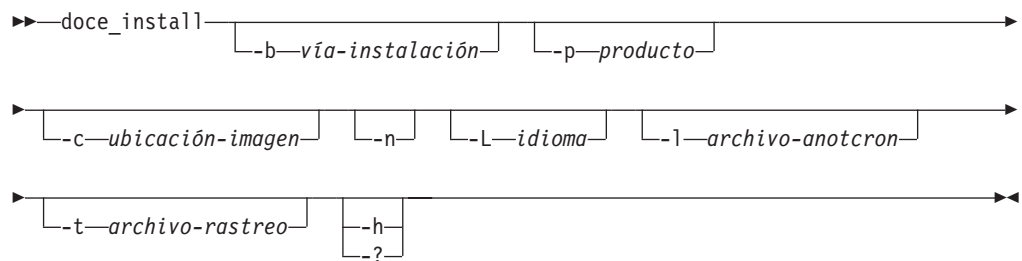 doce_install -b vía-instalación -p producto
-c ubicación-imagen -n -L idioma -l archivo-anotcron
-t archivo-rastreo -h
-?